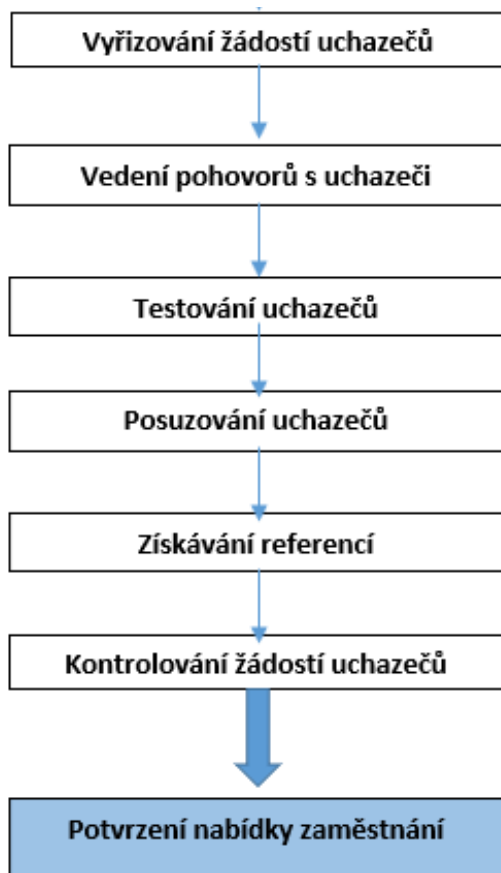 Vyřizování žádostí uchazečů
Vedení pohovorů s uchazeči
Testování uchazečů
Posuzování uchazečů
Získávání referencí
Kontrolování žádostí uchazečů
Potvrzení nabídky zaměstnání